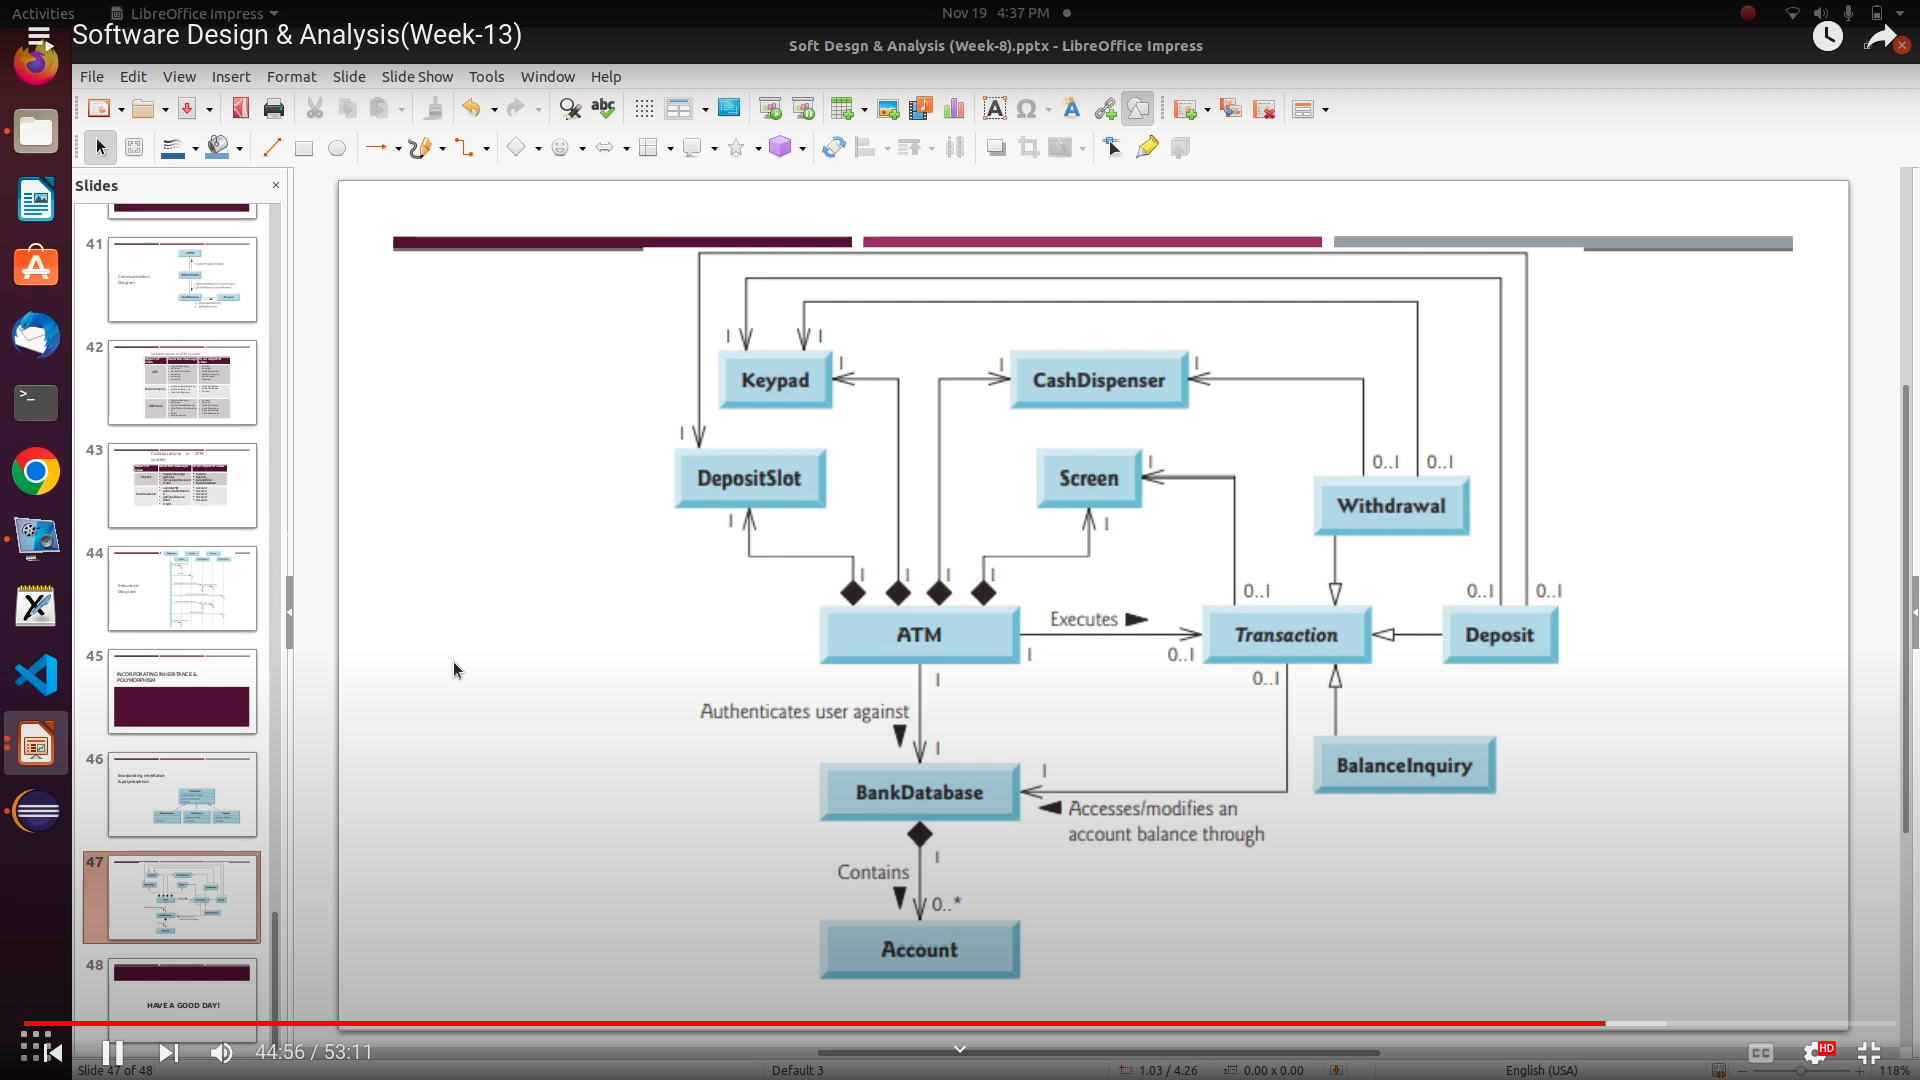 Activities
LibreOffice Impress
Nov 19 4:37 PM
Software Design & Analysis(Week-13)
Soft Desgn & Analysis (Week-8).pptx - LibreOffice Impress
File Edit View Insert Format Slide Slide Show Tools Window Help
Slides
41
Communication
Diagram
42
43
Collaborations in ATM
system
44
Sequence
Diagram
45
INCORPORATING INHERITANCE &
POLYMORPHISM
46
Incorporating inheritance
& polymorphism
47
48
HAVE A GOOD DAY!
1 1
Keypad
1
1
CashDispenser
1
1
DepositSlot
1
Screen
1
0..1 0..1
Withdrawal
1
1
1 1 1 1
0..1
0..1 0..1
ATM
Executes
1
0..1
Transaction
Deposit
1
0..1
Authenticates user against
1
BalanceInquiry
BankDatabase
1
Accesses/modifies an
account balance through
1
Contains
0..*
Account
44:56 / 53:11
CC
HD
Slide 47 of 48
Default 3
1.03 / 4.26
0.00 x 0.00
English (USA)
118%